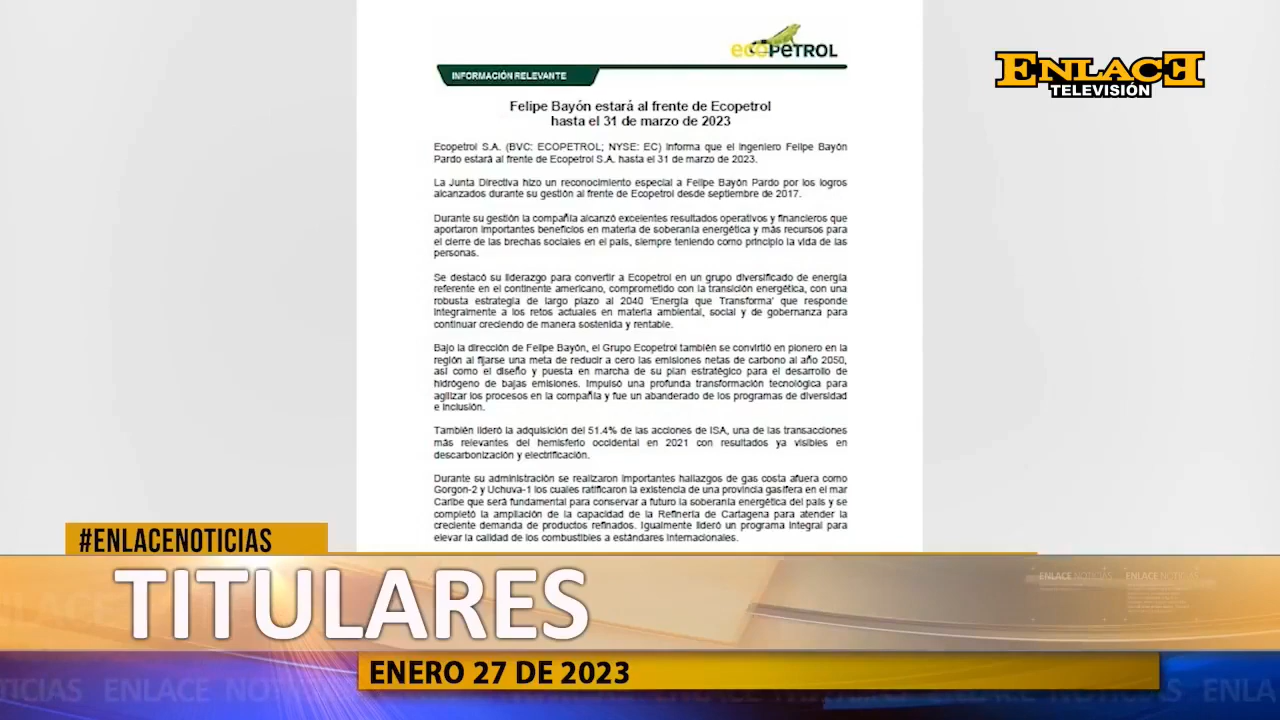 ecoPETROL
ENLACE
TELEVISIÓN
INFORMACIÓN RELEVANTE
Felipe Bayón estará al frente de Ecopetrol
hasta el 31 de marzo de 2023
Ecopetrol S.A. (BVC: ECOPETROL; NYSE: EC) informa que el ingeniero Felipe Bayón
Pardo estará al frente de Ecopetrol S.A. hasta el 31 de marzo de 2023.
La Junta Directiva hizo un reconocimiento especial a Felipe Bayón Pardo por los logros
alcanzados durante su gestión al frente de Ecopetrol desde septiembre de 2017.
Durante su gestión la compañía alcanzó excelentes resultados operativos y financieros que
aportaron importantes beneficios en materia de soberanía energética y más recursos para
el cierre de las brechas sociales en el país, siempre teniendo como principio la vida de las
personas.
Se destacó su liderazgo para convertir a Ecopetrol en un grupo diversificado de energía
referente en el continente americano, comprometido con la transición energética, con una
robusta estrategia de largo plazo al 2040 'Energía que Transforma' que responde
integralmente a los retos actuales en materia ambiental, social y de gobernanza para
continuar creciendo de manera sostenida y rentable.
Bajo la dirección de Felipe Bayón, el Grupo Ecopetrol también se convirtió en pionero en la
región al fijarse una meta de reducir a cero las emisiones netas de carbono al año 2050,
así como el diseño y puesta en marcha de su plan estratégico para el desarrollo de
hidrógeno de bajas emisiones. Impulsó una profunda transformación tecnológica para
agilizar los procesos en la compañía y fue un abanderado de los programas de diversidad
e inclusión.
También lideró la adquisición del 51.4% de las acciones de ISA, una de las transacciones
más relevantes del hemisferio occidental en 2021 con resultados ya visibles en
descarbonización y electrificación.
Durante su administración se realizaron importantes hallazgos de gas costa afuera como
Gorgon-2 y Uchuva-1 los cuales ratificaron la existencia de una provincia gasífera en el mar
Caribe que será fundamental para conservar a futuro la soberanía energética del país y se
completó la ampliación de la capacidad de la Refinería de Cartagena para atender la
creciente demanda de productos refinados. Igualmente lideró un programa integral para
elevar la calidad de los combustibles a estándares internacionales.
#ENLACENOTICIAS
TITULARES
ENLACE NOTICIAS ENLACE NOTICIAS
ENERO 27 DE 2023
TICIAS ENLACE NOT